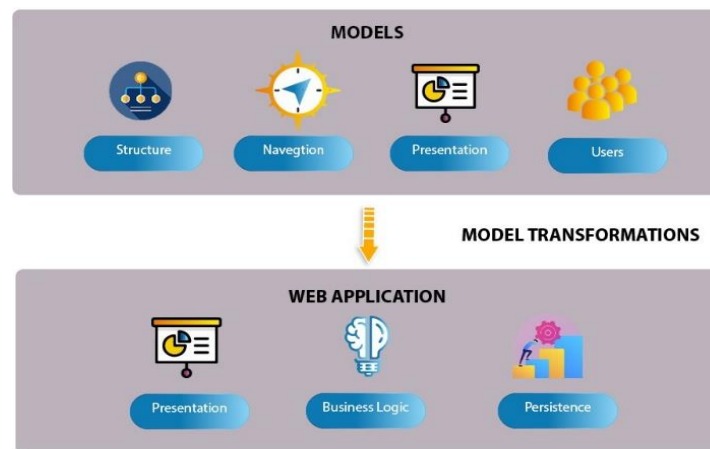 MODELS
Structure
Navegtion
Presentation
Users
MODEL TRANSFORMATIONS
WEB APPLICATION
Presentation
Business Logic
Persistence